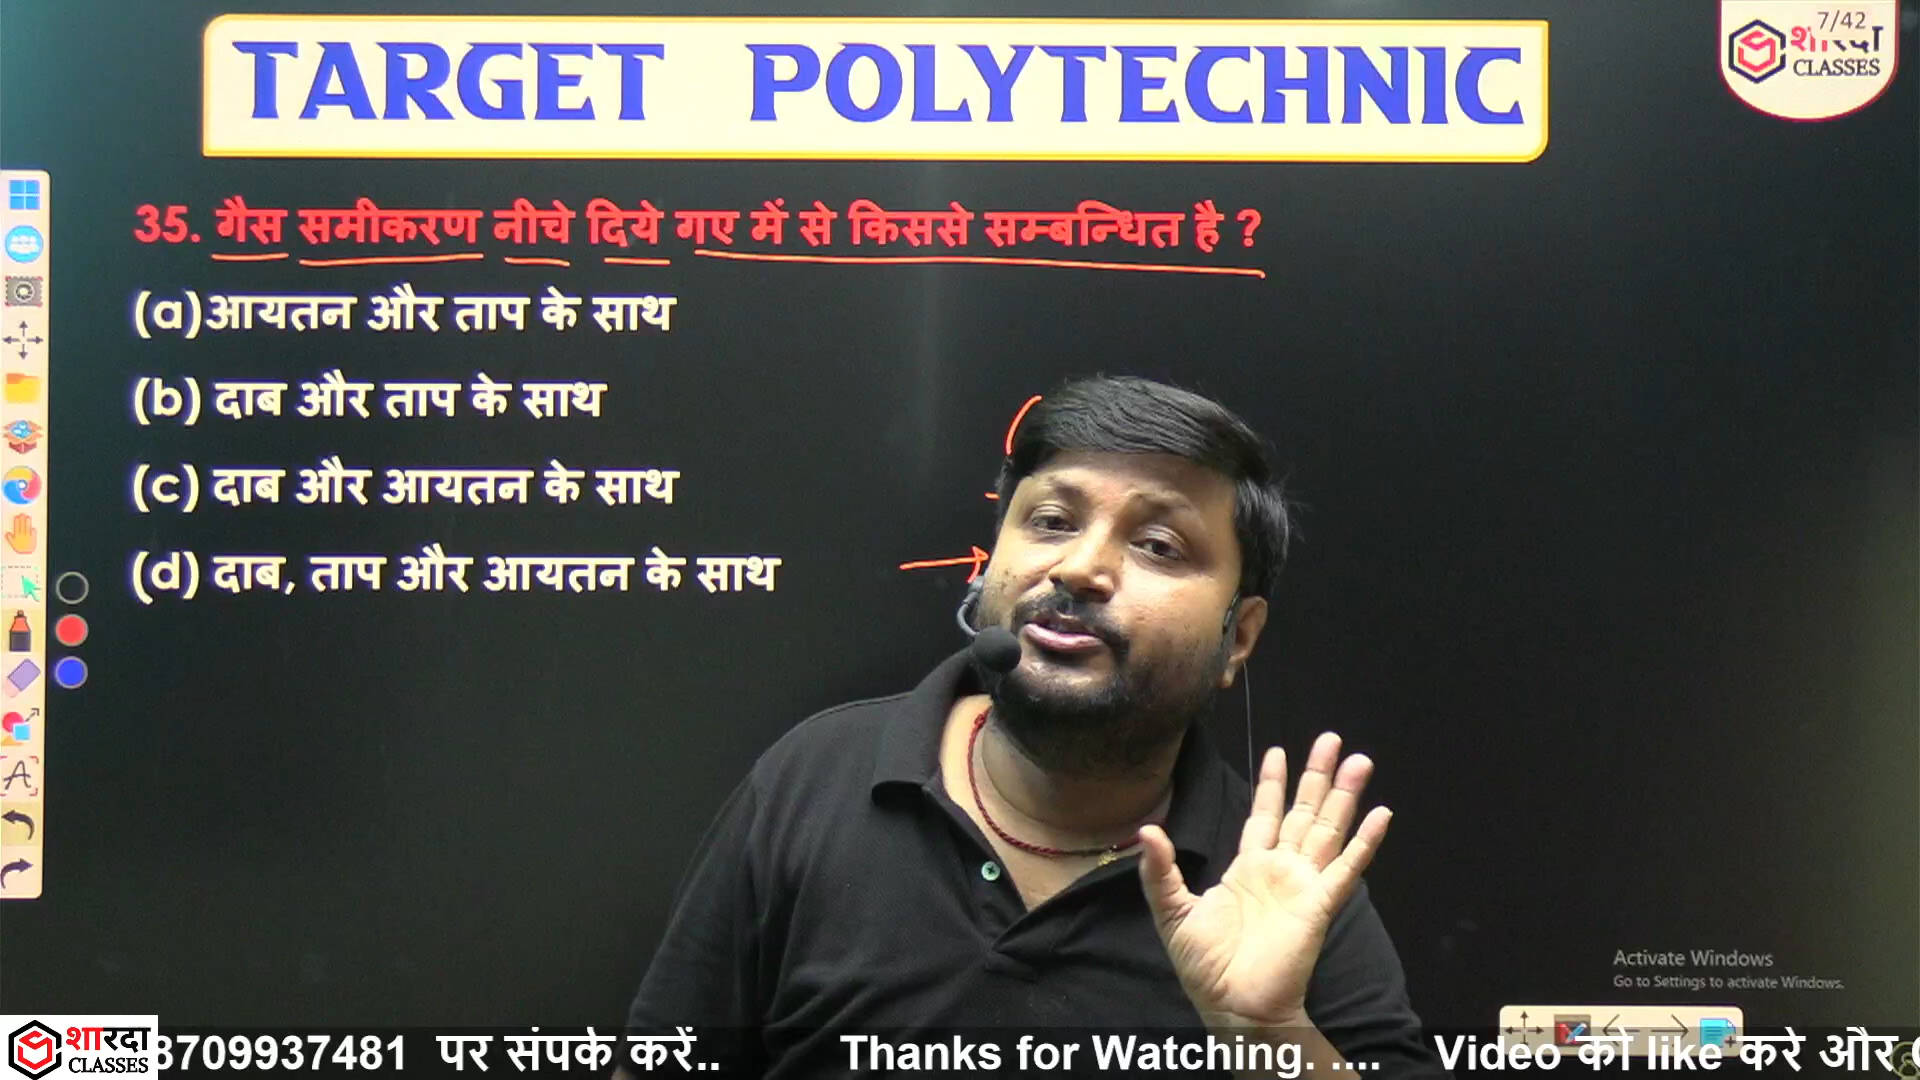 TARGET POLYTECHNIC
7/42
शारदा
CLASSES
35. गैस समीकरण नीचे दिये गए में से किससे सम्बन्धित है ?
(a)आयतन और ताप के साथ
(b) दाब और ताप के साथ
(c) दाब और आयतन के साथ
(d) दाब, ताप और आयतन के साथ
Activate Windows
Go to Settings to activate Windows.
शारदा
CLASSES
8709937481 पर संपर्क करें.. Thanks for Watching. .... Video को like करे और